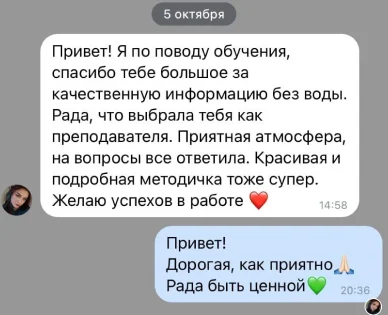 5 октября
Привет! Я по поводу обучения,
спасибо тебе большое за
качественную информацию без воды.
Рада, что выбрала тебя как
преподавателя. Приятная атмосфера,
на вопросы все ответила. Красивая и
подробная методичка тоже супер.
Желаю успехов в работе ❤️
14:58
Привет!
Дорогая, как приятно🙏🏻
Рада быть ценной💚
20:36